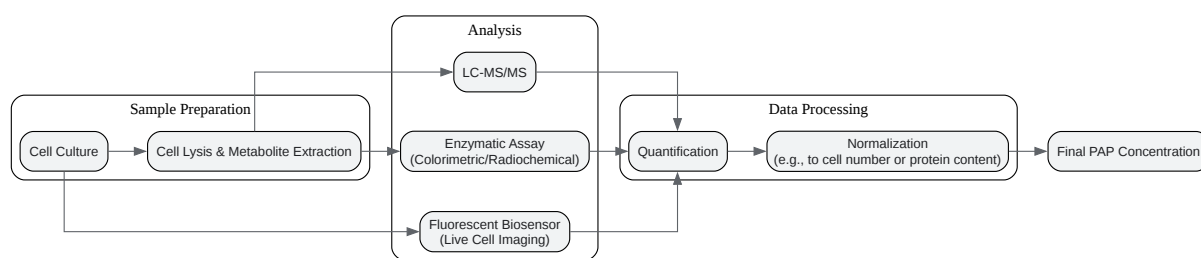 Analysis
LC-MS/MS
Sample Preparation
Data Processing
Cell Culture
Cell Lysis & Metabolite Extraction
Enzymatic Assay
(Colorimetric/Radiochemical)
Quantification
Normalization
(e.g., to cell number or protein content)
Final PAP Concentration
Fluorescent Biosensor
(Live Cell Imaging)